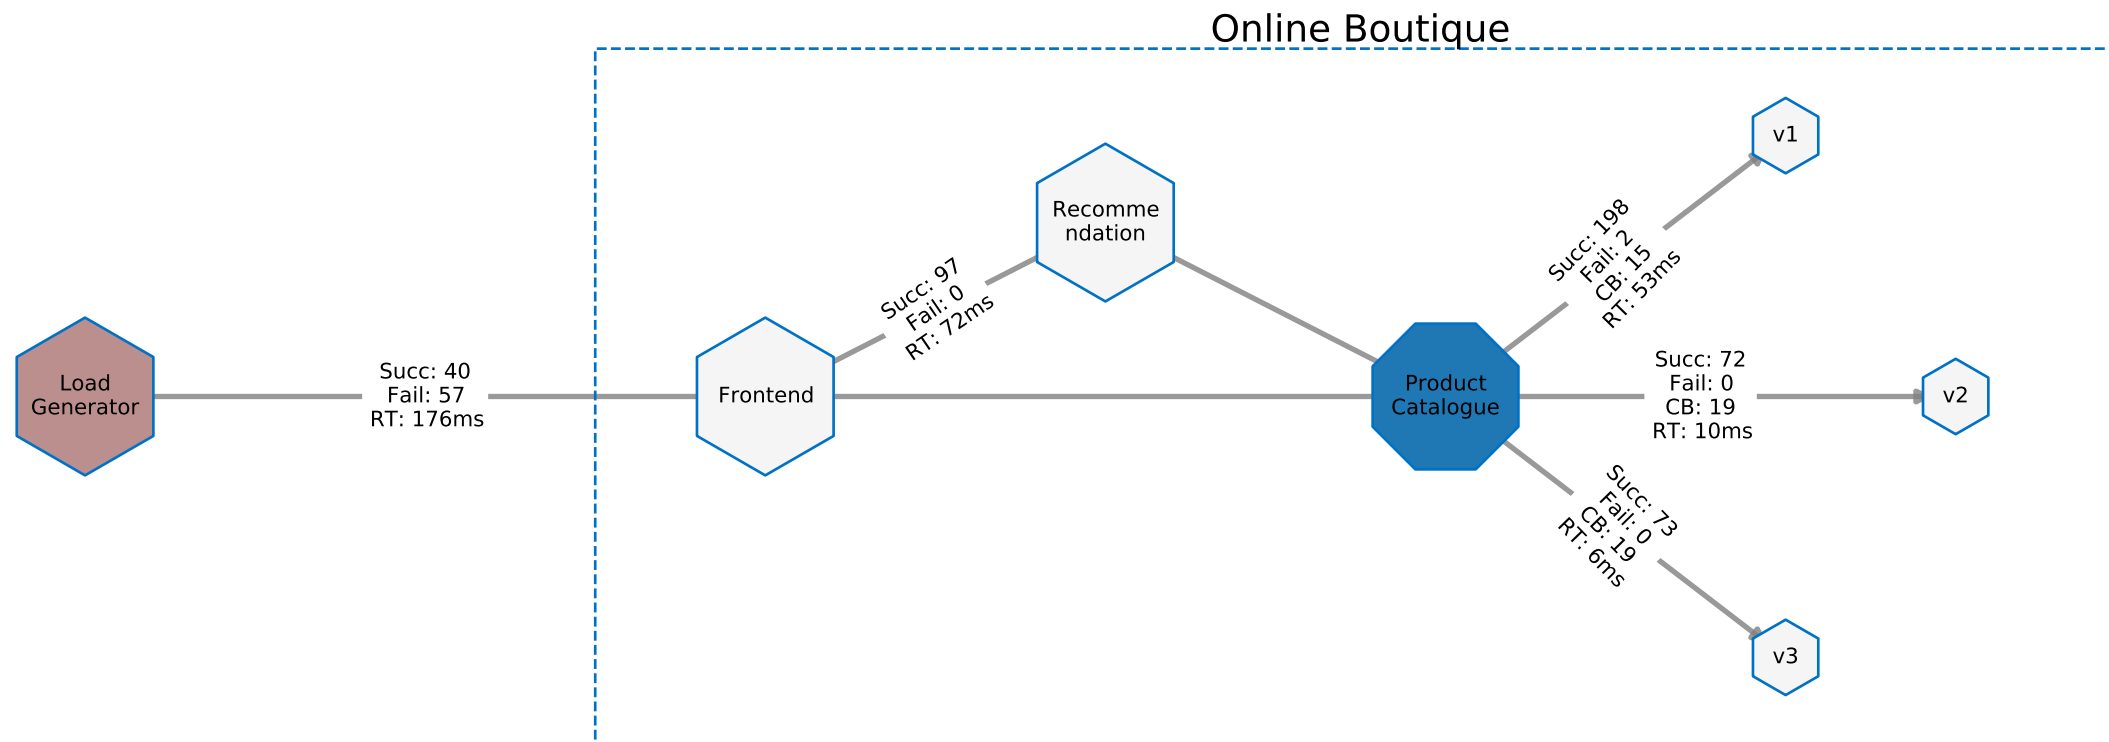 Online Boutique
Load
Generator
Succ: 40
Fail: 57
RT: 176ms
Frontend
Succ: 97
Fail: 0
RT: 72ms
Recomme
ndation
Product
Catalogue
Succ: 198
Fail: 2
CB: 15
RT: 53ms
v1
Succ: 72
Fail: 0
CB: 19
RT: 10ms
v2
Succ: 73
Fail: 0
CB: 19
RT: 6ms
v3